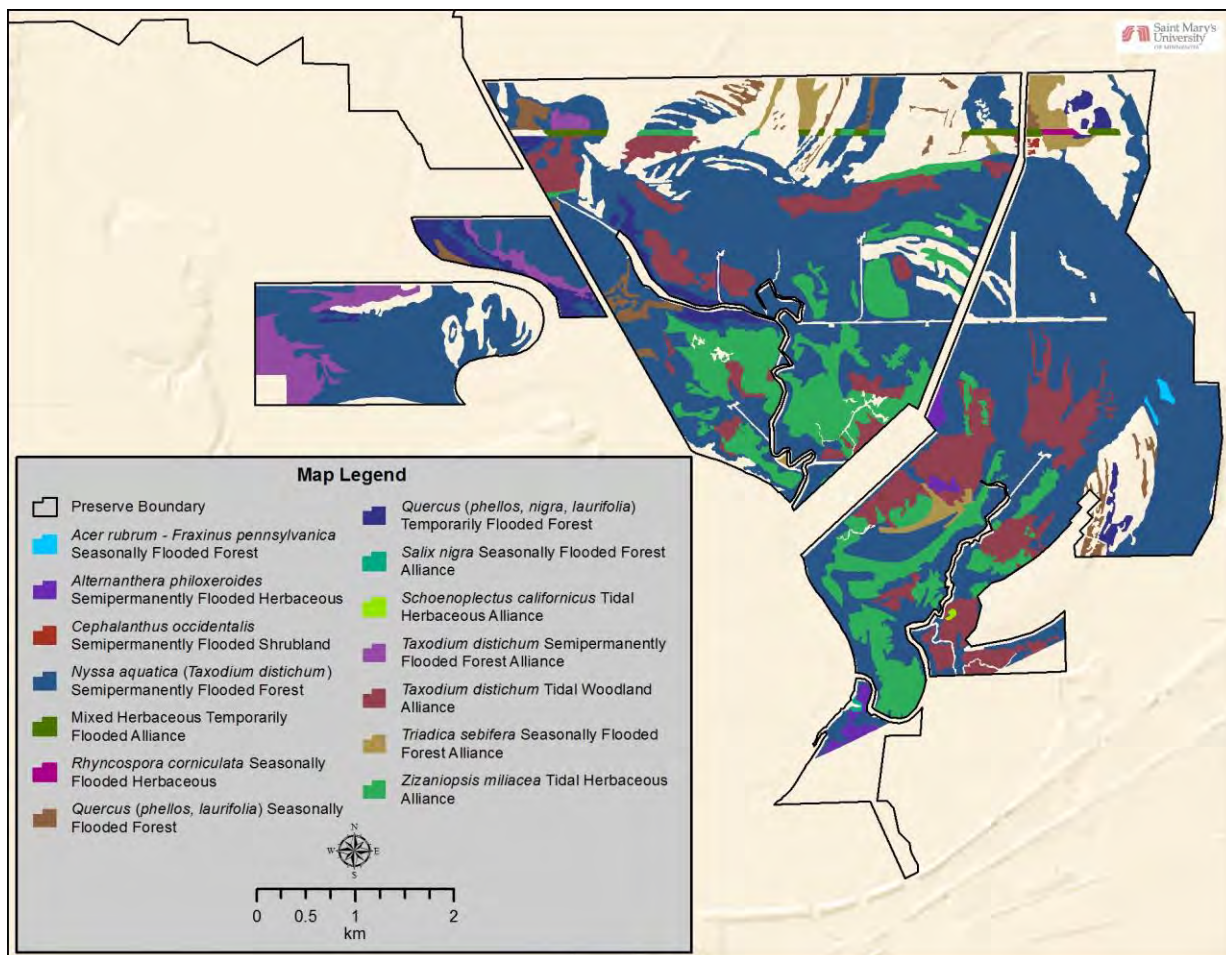 Saint Mary's
University
OF MINNESOTA
Map Legend
Preserve Boundary
Acer rubrum - Fraxinus pennsylvanica
Seasonally Flooded Forest
Alternanthera philoxeroides
Semipermanently Flooded Herbaceous
Cephalanthus occidentalis
Semipermanently Flooded Shrubland
Nyssa aquatica (Taxodium distichum)
Semipermanently Flooded Forest
Mixed Herbaceous Temporarily
Flooded Alliance
Rhyncospora corniculata Seasonally
Flooded Herbaceous
Quercus (phellos, laurifolia) Seasonally
Flooded Forest
Quercus (phellos, nigra, laurifolia)
Temporarily Flooded Forest
Salix nigra Seasonally Flooded Forest
Alliance
Schoenoplectus californicus Tidal
Herbaceous Alliance
Taxodium distichum Semipermanently
Flooded Forest Alliance
Taxodium distichum Tidal Woodland
Alliance
Triadica sebifera Seasonally Flooded
Forest Alliance
Zizaniopsis miliacea Tidal Herbaceous
Alliance
N
W E
S
0 0.5 1 2
km